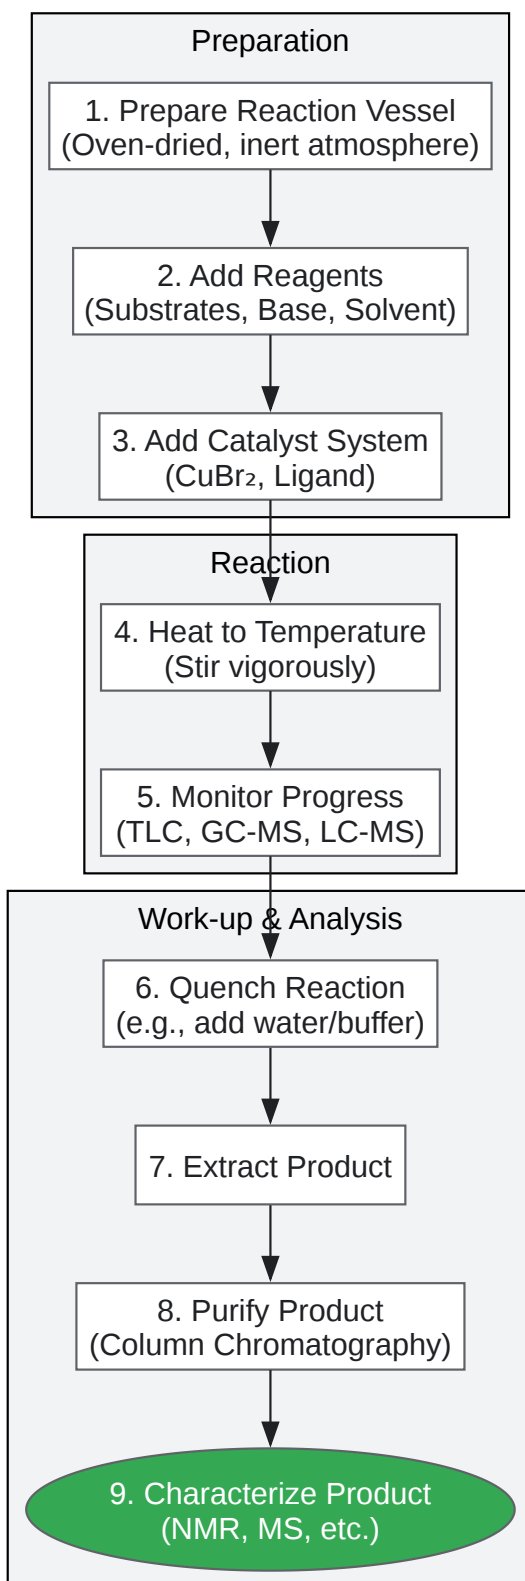 Preparation
1. Prepare Reaction Vessel
(Oven-dried, inert atmosphere)
2. Add Reagents
(Substrates, Base, Solvent)
3. Add Catalyst System
(CuBr₂, Ligand)
Reaction
4. Heat to Temperature
(Stir vigorously)
5. Monitor Progress
(TLC, GC-MS, LC-MS)
Work-up & Analysis
6. Quench Reaction
(e.g., add water/buffer)
7. Extract Product
8. Purify Product
(Column Chromatography)
9. Characterize Product
(NMR, MS, etc.)